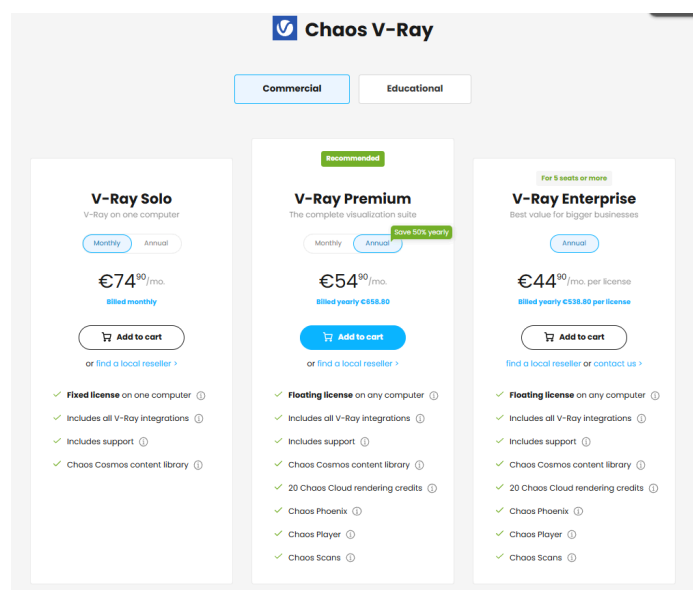 Chaos V-Ray
Commercial
Educational
V-Ray Solo
V-Ray on one computer
Monthly
Annual
€74⁹⁰/mo.
Billed monthly
Add to cart
or find a local reseller >
Fixed license on one computer
Includes all V-Ray integrations
Includes support
Chaos Cosmos content library
Recommended
V-Ray Premium
The complete visualization suite
Save 50% yearly
Monthly
Annual
€54⁹⁰/mo.
Billed yearly €658.80
Add to cart
or find a local reseller >
Floating license on any computer
Includes all V-Ray integrations
Includes support
Chaos Cosmos content library
20 Chaos Cloud rendering credits
Chaos Phoenix
Chaos Player
Chaos Scans
For 5 seats or more
V-Ray Enterprise
Best value for bigger businesses
Annual
€44⁹⁰/mo. per license
Billed yearly €538.80 per license
Add to cart
find a local reseller or contact us >
Floating license on any computer
Includes all V-Ray integrations
Includes support
Chaos Cosmos content library
20 Chaos Cloud rendering credits
Chaos Phoenix
Chaos Player
Chaos Scans